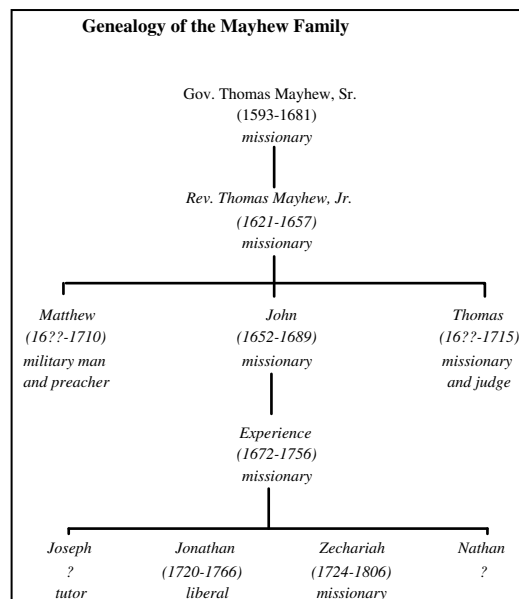 Genealogy of the Mayhew Family
Gov. Thomas Mayhew, Sr.
(1593-1681)
missionary
Rev. Thomas Mayhew, Jr.
(1621-1657)
missionary
Matthew
(16??-1710)
military man
and preacher
John
(1652-1689)
missionary
Thomas
(16??-1715)
missionary
and judge
Experience
(1672-1756)
missionary
Joseph
?
tutor
Jonathan
(1720-1766)
liberal
Zechariah
(1724-1806)
missionary
Nathan
?